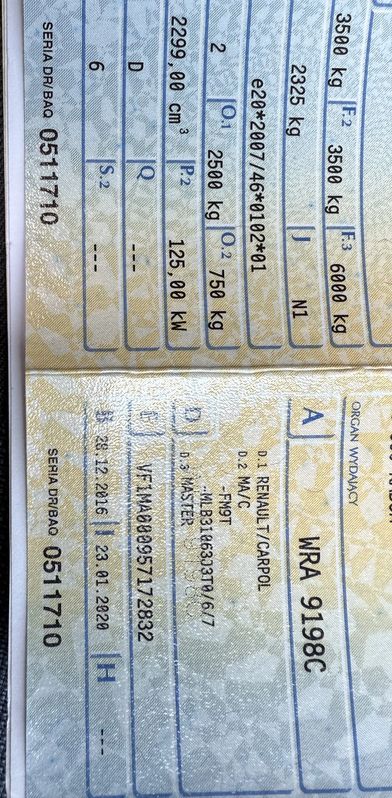 3500 kg F.2 3500 kg F.3 6000 kg
2325 kg J N1
e20*2007/46*0102*01
2 O.1 2500 kg O.2 750 kg
2299,00 cm³ P.2 125,00 kW
D Q ---
6 S.2 ---
SERIA DR/BAQ 0511710
ORGAN WYDAJĄCY
A WRA 9198C
D.1 RENAULT/CARPOL
D.2 MA/C
-FM9T
D.3 MASTER
D
E VF1MA000957172832
B 28.12.2016 I 23.01.2020 H ---
SERIA DR/BAQ 0511710